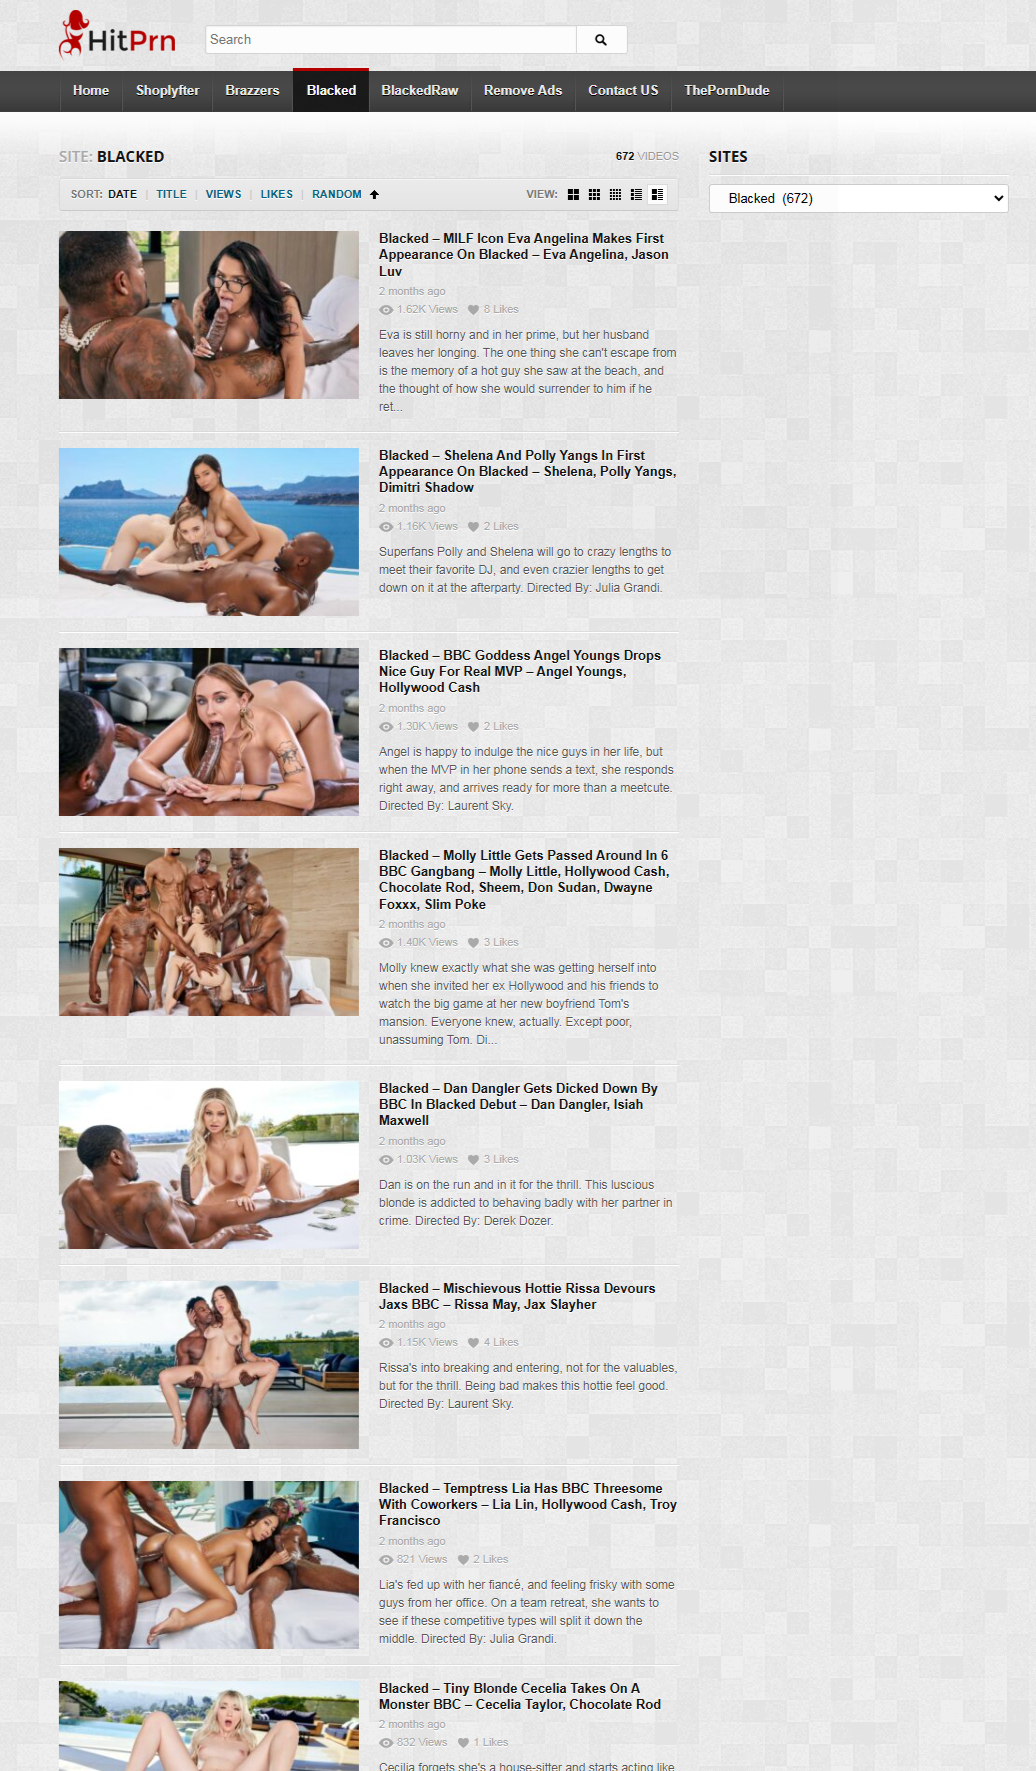 HitPrn
Search
Home Shoplyfter Brazzers Blacked BlackedRaw Remove Ads Contact US ThePornDude
SITE: BLACKED
672 VIDEOS
SITES
SORT: DATE TITLE VIEWS LIKES RANDOM
VIEW:
Blacked (672)
Blacked – MILF Icon Eva Angelina Makes First
Appearance On Blacked – Eva Angelina, Jason
Luv
2 months ago
1.62K Views 8 Likes
Eva is still horny and in her prime, but her husband
leaves her longing. The one thing she can't escape from
is the memory of a hot guy she saw at the beach, and
the thought of how she would surrender to him if he
ret...
Blacked – Shelena And Polly Yangs In First
Appearance On Blacked – Shelena, Polly Yangs,
Dimitri Shadow
2 months ago
1.16K Views 2 Likes
Superfans Polly and Shelena will go to crazy lengths to
meet their favorite DJ, and even crazier lengths to get
down on it at the afterparty. Directed By: Julia Grandi.
Blacked – BBC Goddess Angel Youngs Drops
Nice Guy For Real MVP – Angel Youngs,
Hollywood Cash
2 months ago
1.30K Views 2 Likes
Angel is happy to indulge the nice guys in her life, but
when the MVP in her phone sends a text, she responds
right away, and arrives ready for more than a meetcute.
Directed By: Laurent Sky.
Blacked – Molly Little Gets Passed Around In 6
BBC Gangbang – Molly Little, Hollywood Cash,
Chocolate Rod, Sheem, Don Sudan, Dwayne
Foxxx, Slim Poke
2 months ago
1.40K Views 3 Likes
Molly knew exactly what she was getting herself into
when she invited her ex Hollywood and his friends to
watch the big game at her new boyfriend Tom's
mansion. Everyone knew, actually. Except poor,
unassuming Tom. Di...
Blacked – Dan Dangler Gets Dicked Down By
BBC In Blacked Debut – Dan Dangler, Isiah
Maxwell
2 months ago
1.03K Views 3 Likes
Dan is on the run and in it for the thrill. This luscious
blonde is addicted to behaving badly with her partner in
crime. Directed By: Derek Dozer.
Blacked – Mischievous Hottie Rissa Devours
Jaxs BBC – Rissa May, Jax Slayher
2 months ago
1.15K Views 4 Likes
Rissa's into breaking and entering, not for the valuables,
but for the thrill. Being bad makes this hottie feel good.
Directed By: Laurent Sky.
Blacked – Temptress Lia Has BBC Threesome
With Coworkers – Lia Lin, Hollywood Cash, Troy
Francisco
2 months ago
821 Views 2 Likes
Lia's fed up with her fiancé, and feeling frisky with some
guys from her office. On a team retreat, she wants to
see if these competitive types will split it down the
middle. Directed By: Julia Grandi.
Blacked – Tiny Blonde Cecelia Takes On A
Monster BBC – Cecelia Taylor, Chocolate Rod
2 months ago
832 Views 1 Likes
Cecilia forgets she's a house-sitter and starts acting like